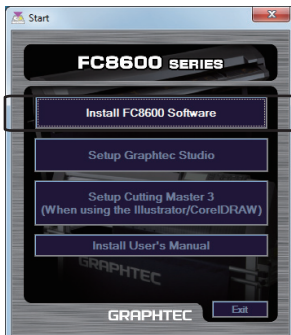 Start
FC8600 SERIES
Install FC8600 Software
Setup Graphtec Studio
Setup Cutting Master 3
(When using the Illustrator/CorelDRAW)
Install User's Manual
GRAPHTEC
GRAPHTEC
Exit